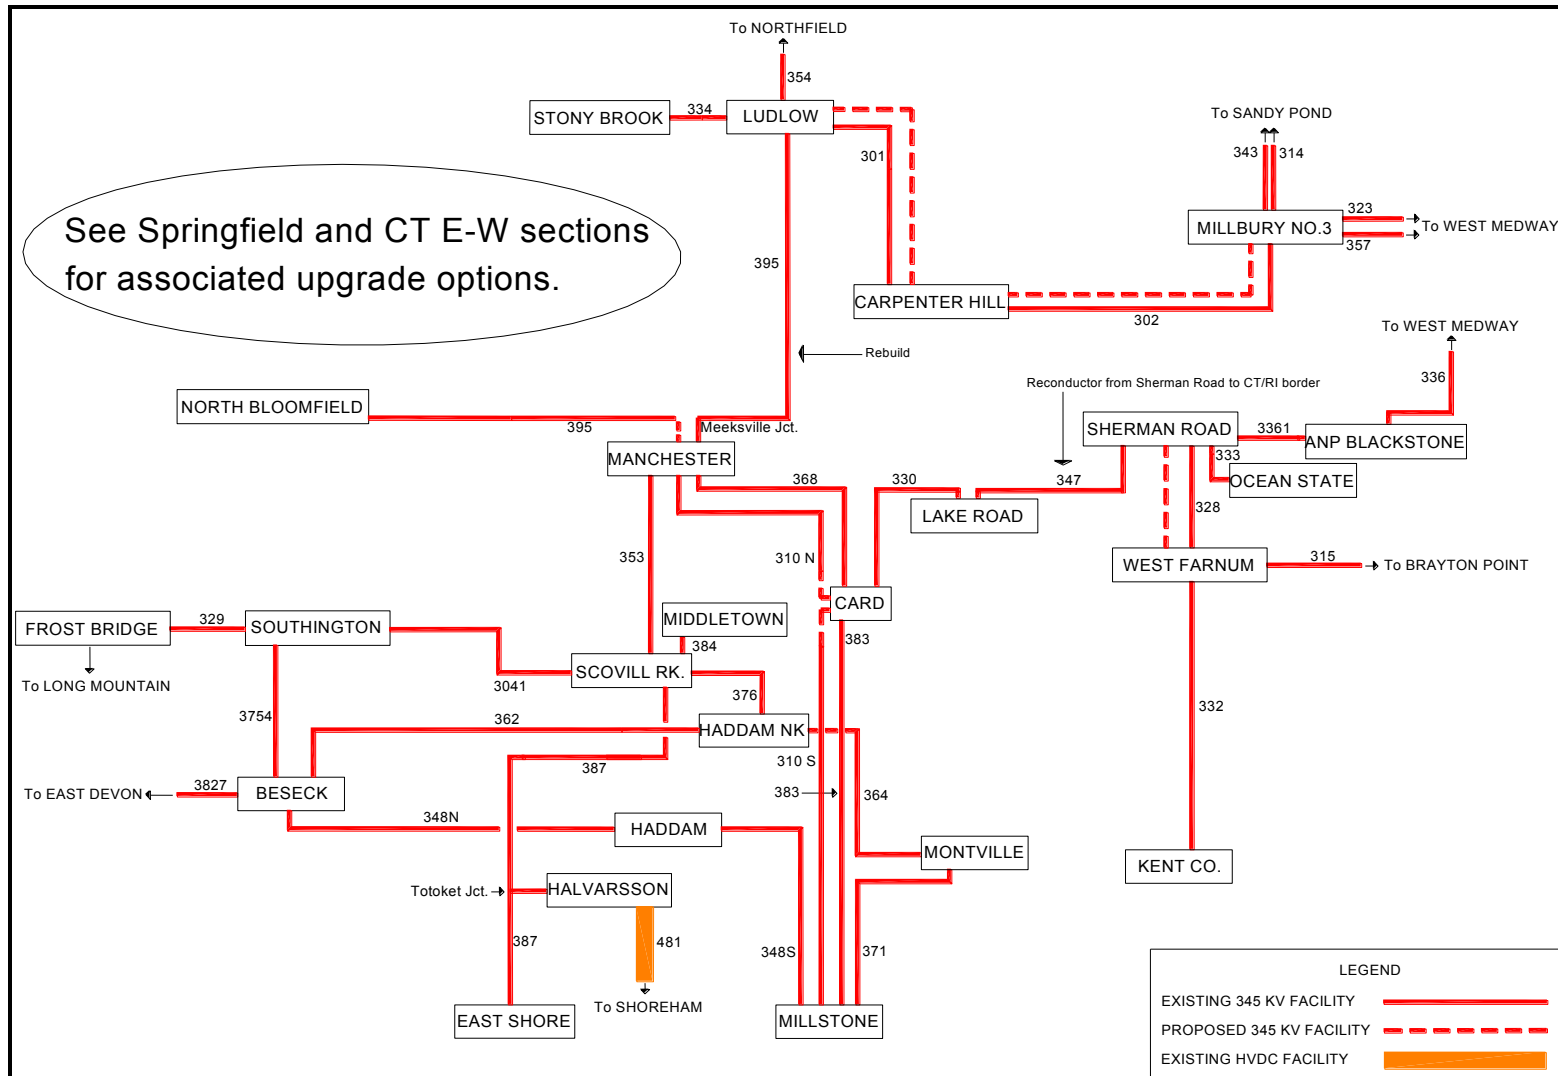 To NORTHFIELD
354
STONY BROOK
334
LUDLOW
To SANDY POND
301
343
314
323
MILLBURY NO.3
To WEST MEDWAY
357
See Springfield and CT E-W sections
for associated upgrade options.
395
CARPENTER HILL
302
To WEST MEDWAY
Rebuild
336
Reconductor from Sherman Road to CT/RI border
NORTH BLOOMFIELD
395
Meeksville Jct.
SHERMAN ROAD
3361
ANP BLACKSTONE
MANCHESTER
333
368
330
347
OCEAN STATE
LAKE ROAD
328
353
310 N
WEST FARNUM
315
To BRAYTON POINT
CARD
MIDDLETOWN
FROST BRIDGE
329
SOUTHINGTON
384
383
SCOVILL RK.
To LONG MOUNTAIN
3041
376
3754
362
HADDAM NK
332
387
310 S
To EAST DEVON
3827
BESECK
383
364
348N
HADDAM
MONTVILLE
KENT CO.
Totoket Jct.
HALVARSSON
387
481
348S
371
To SHOREHAM
EAST SHORE
MILLSTONE
LEGEND
EXISTING 345 KV FACILITY
PROPOSED 345 KV FACILITY
EXISTING HVDC FACILITY